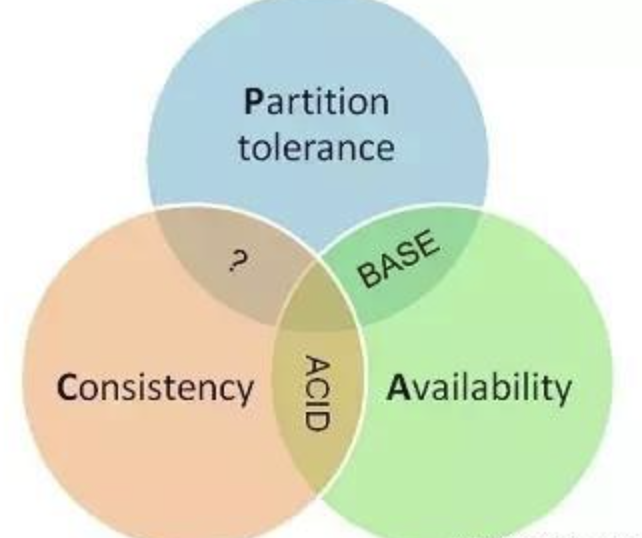 Partition
tolerance
?
BASE
Consistency
ACID
Availability